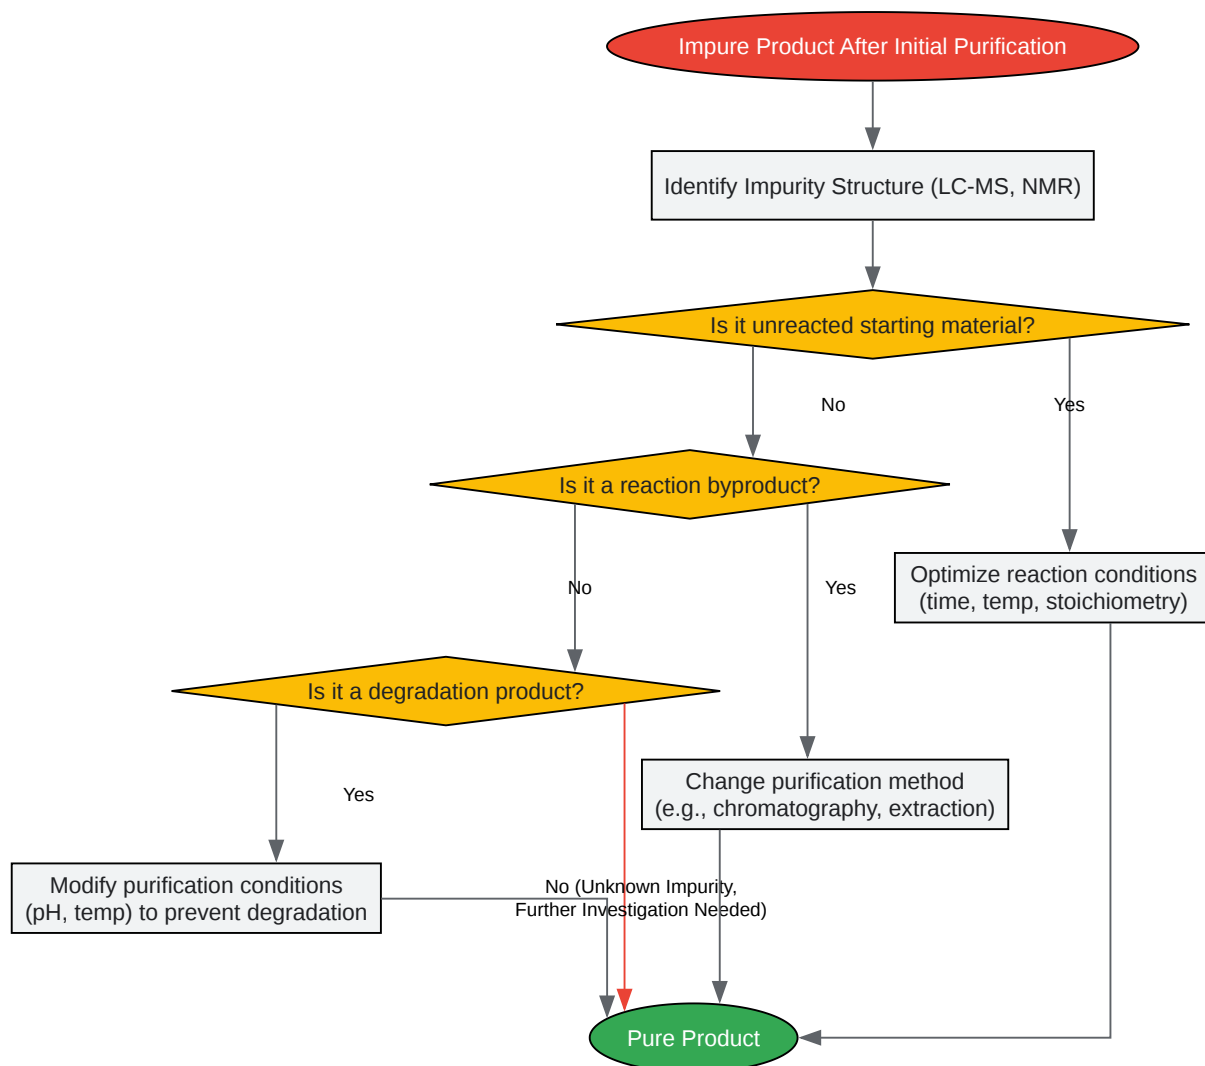 Impure Product After Initial Purification
Identify Impurity Structure (LC-MS, NMR)
Is it unreacted starting material?
No
Yes
Is it a reaction byproduct?
No
Yes
Optimize reaction conditions
(time, temp, stoichiometry)
Is it a degradation product?
Yes
Change purification method
(e.g., chromatography, extraction)
Modify purification conditions
(pH, temp) to prevent degradation
No (Unknown Impurity,
Further Investigation Needed)
Pure Product